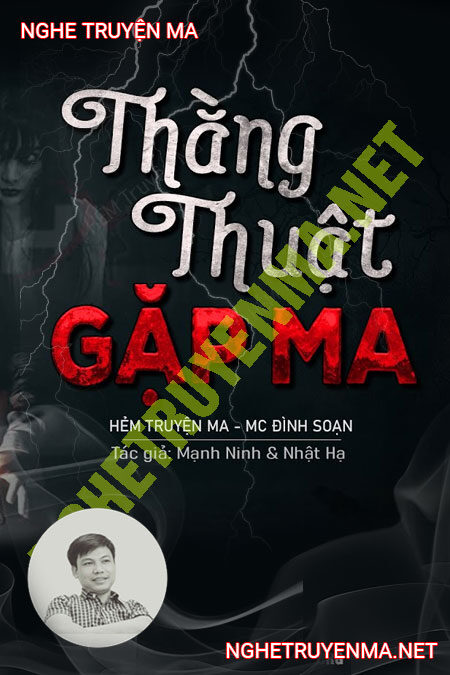 NGHE TRUYỆN MA
Thằng
Thuật
GẶP MA
HẺM TRUYỆN MA - MC ĐÌNH SOẠN
Tác giả: Mạnh Ninh & Nhật Hạ
NGHETRUYENMA.NET
NGHETRUYENMA.NET